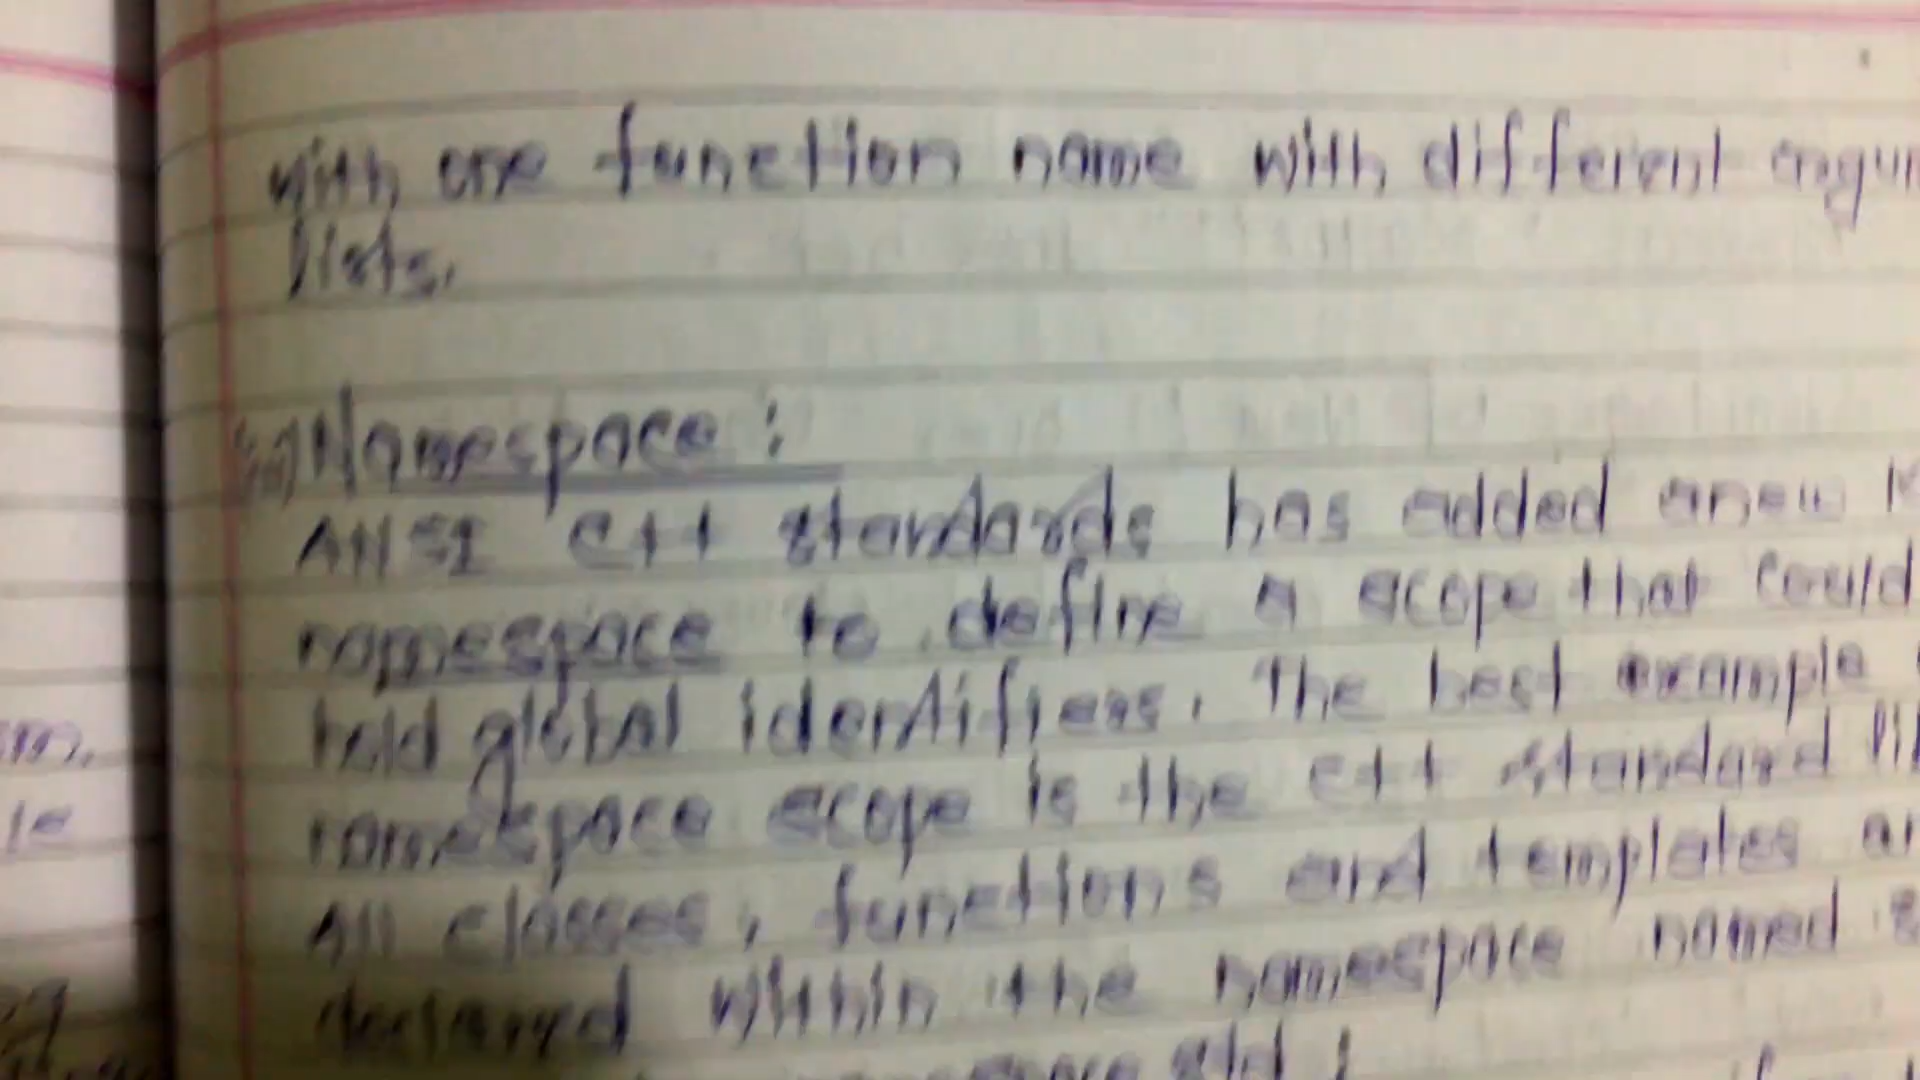 with one function name with different
lists.
Namespace :
ANSI C++ standards has added a new
namespace to define a scope that could
hold global identifiers. The best example
namespace scope is the C++ standard
All classes, functions and templates
declared within the namespace named
std ;